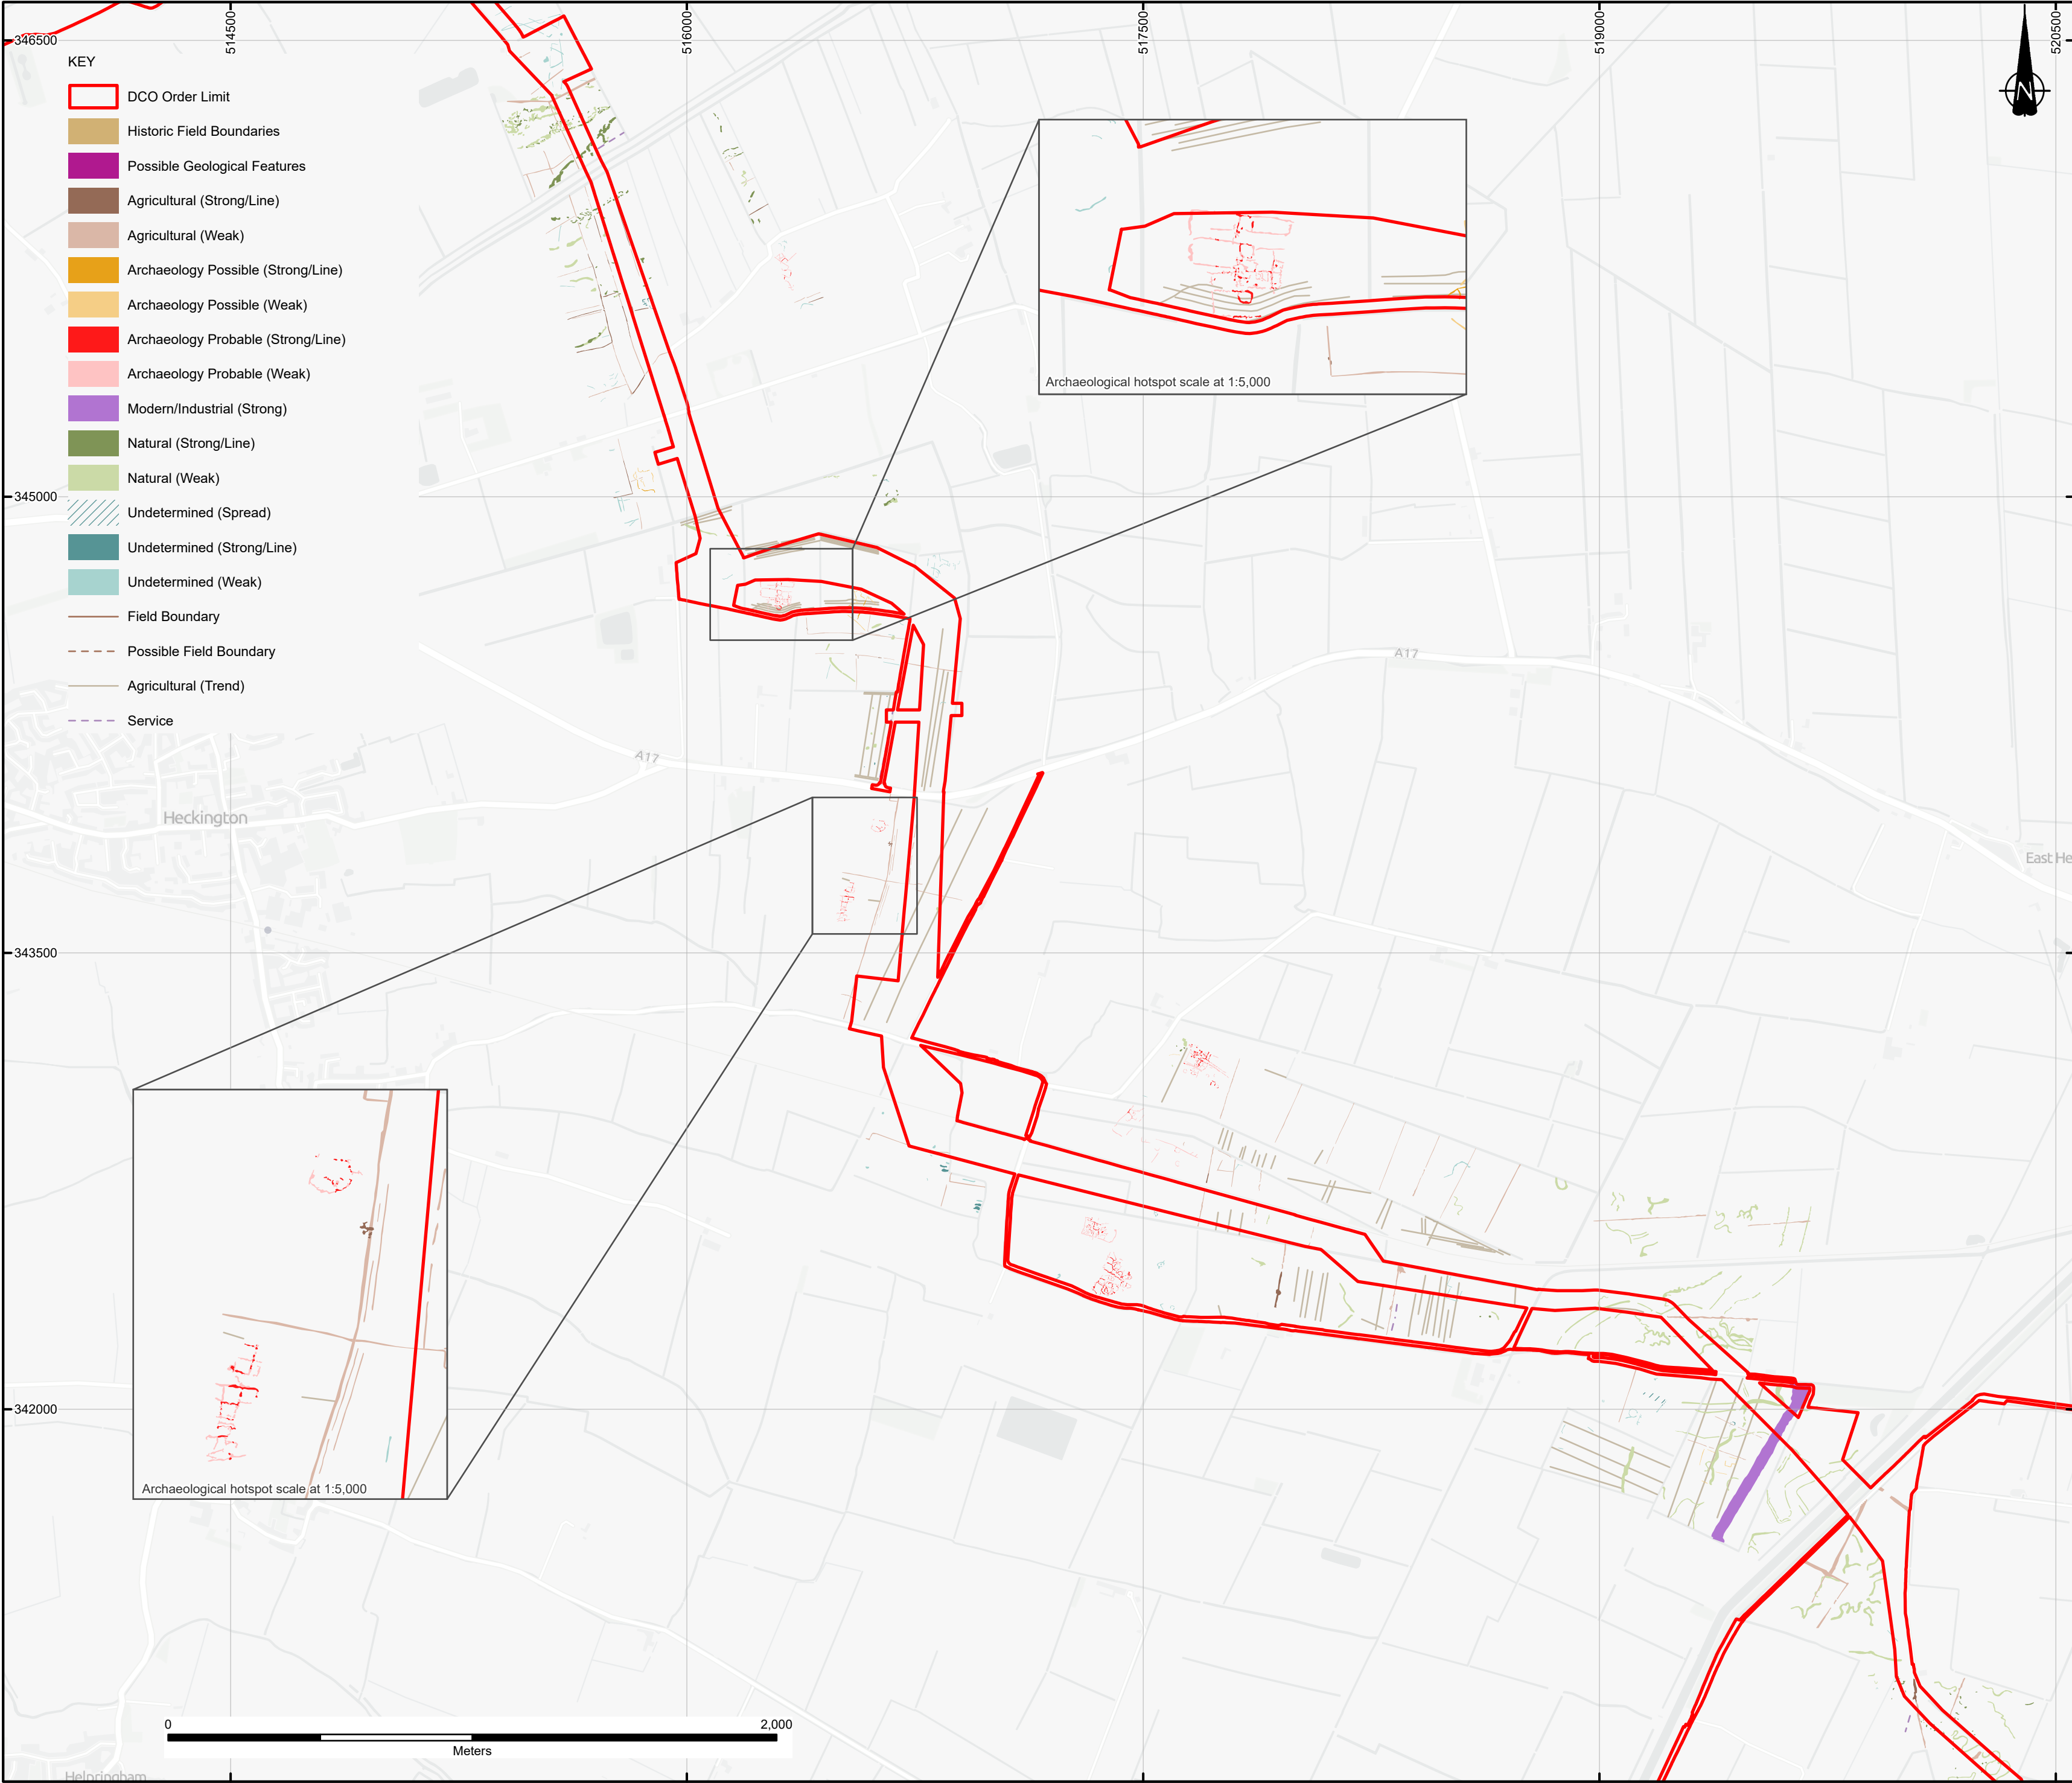 514500
516000
517500
519000
520500
346500
345000
343500
342000
KEY
DCO Order Limit
Historic Field Boundaries
Possible Geological Features
Agricultural (Strong/Line)
Agricultural (Weak)
Archaeology Possible (Strong/Line)
Archaeology Possible (Weak)
Archaeology Probable (Strong/Line)
Archaeology Probable (Weak)
Modern/Industrial (Strong)
Natural (Strong/Line)
Natural (Weak)
Undetermined (Spread)
Undetermined (Strong/Line)
Undetermined (Weak)
Field Boundary
Possible Field Boundary
Agricultural (Trend)
Service
N
Archaeological hotspot scale at 1:5,000
A17
A17
Heckington
East He
Archaeological hotspot scale at 1:5,000
0
2,000
Meters
Helpringham